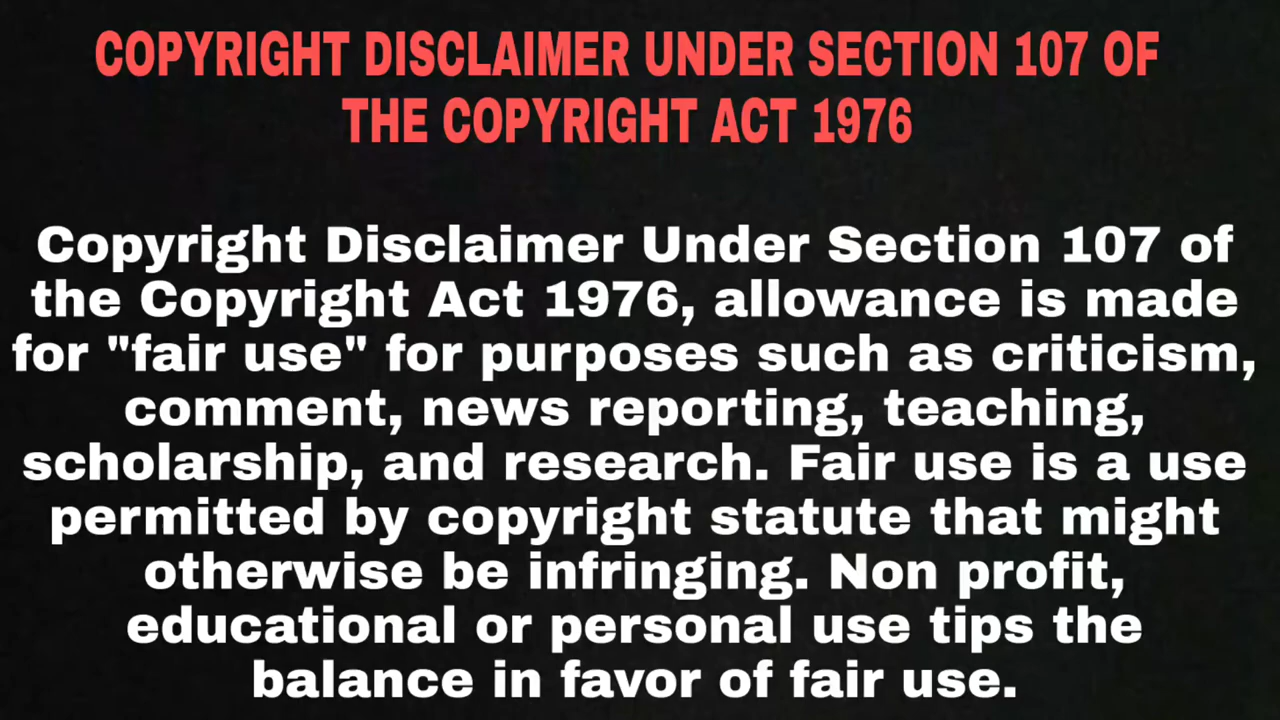 COPYRIGHT DISCLAIMER UNDER SECTION 107 OF
THE COPYRIGHT ACT 1976
Copyright Disclaimer Under Section 107 of
the Copyright Act 1976, allowance is made
for "fair use" for purposes such as criticism,
comment, news reporting, teaching,
scholarship, and research. Fair use is a use
permitted by copyright statute that might
otherwise be infringing. Non profit,
educational or personal use tips the
balance in favor of fair use.